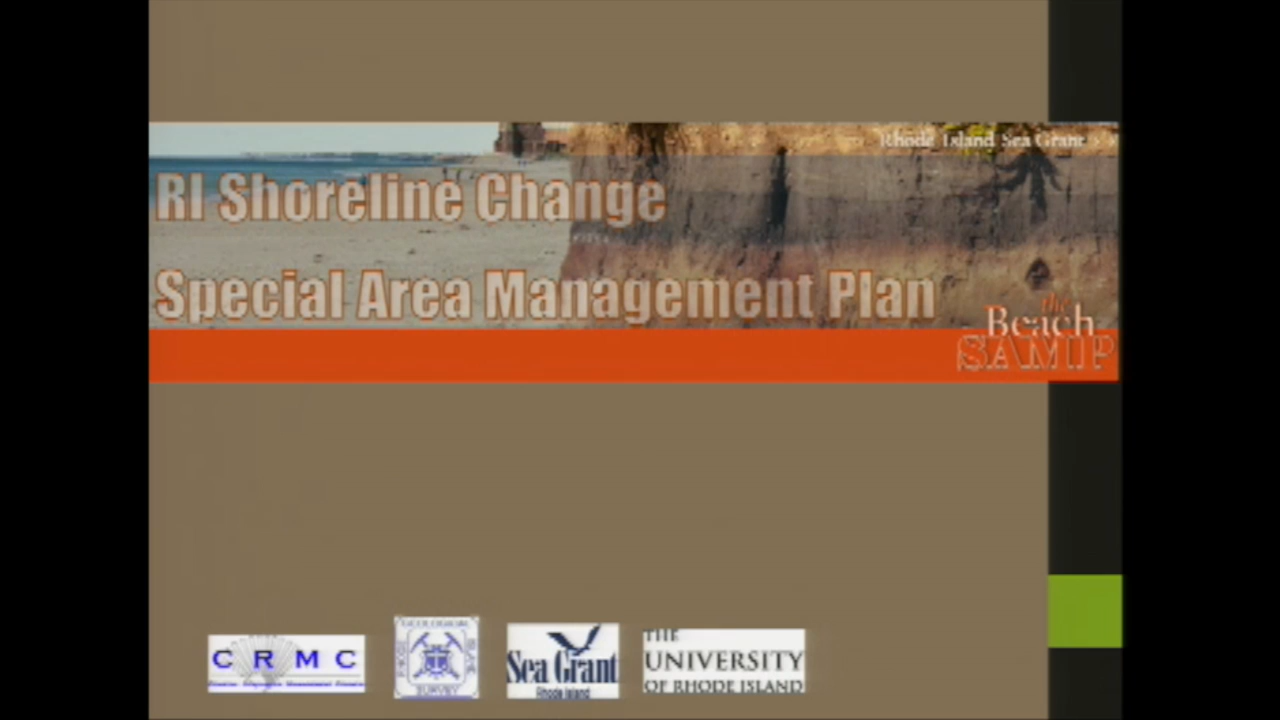 Rhode Island Sea Grant
RI Shoreline Change
Special Area Management Plan
the
Beach
SAMP
C R M C
SURVEY
Sea Grant
Rhode Island
THE
UNIVERSITY
OF RHODE ISLAND